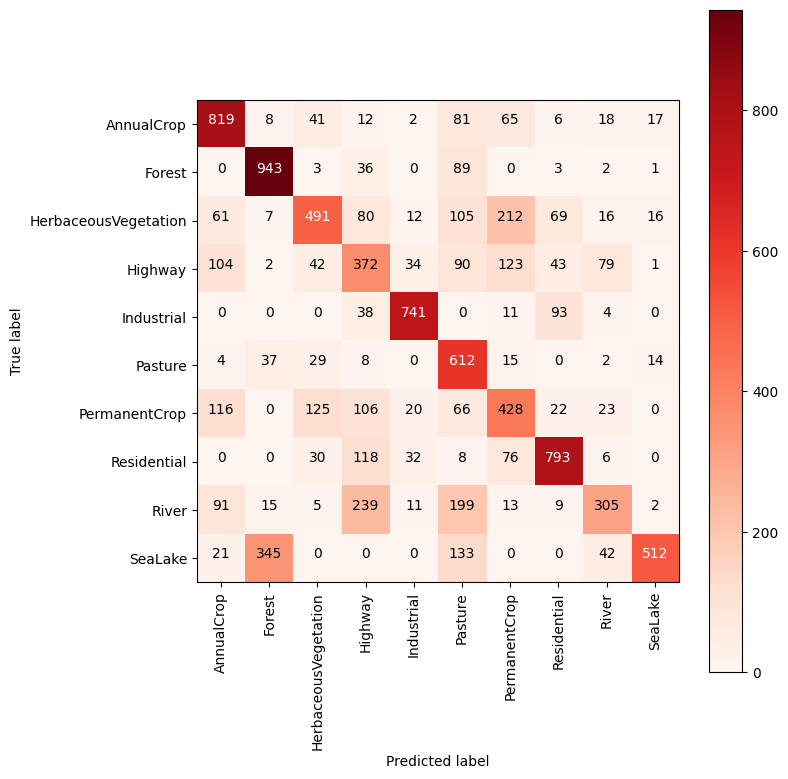 AnnualCrop 819 8 41 12 2 81 65 6 18 17
Forest 0 943 3 36 0 89 0 3 2 1
HerbaceousVegetation 61 7 491 80 12 105 212 69 16 16
Highway 104 2 42 372 34 90 123 43 79 1
Industrial 0 0 0 38 741 0 11 93 4 0
Pasture 4 37 29 8 0 612 15 0 2 14
PermanentCrop 116 0 125 106 20 66 428 22 23 0
Residential 0 0 30 118 32 8 76 793 6 0
River 91 15 5 239 11 199 13 9 305 2
SeaLake 21 345 0 0 0 133 0 0 42 512
AnnualCrop
Forest
HerbaceousVegetation
Highway
Industrial
Pasture
PermanentCrop
Residential
River
SeaLake
True label
Predicted label
800
600
400
200
0